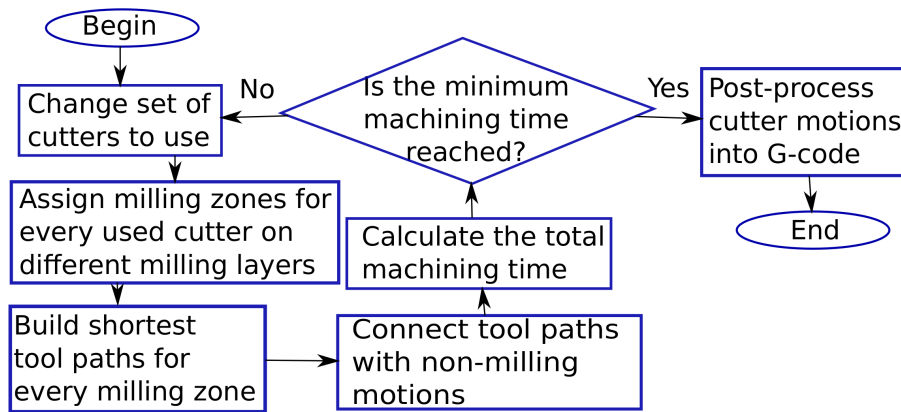 Begin
Change set of
cutters to use
Assign milling zones for
every used cutter on
different milling layers
Build shortest
tool paths for
every milling zone
Connect tool paths
with non-milling
motions
Calculate the total
machining time
Is the minimum
machining time
reached?
No
Yes
Post-process
cutter motions
into G-code
End